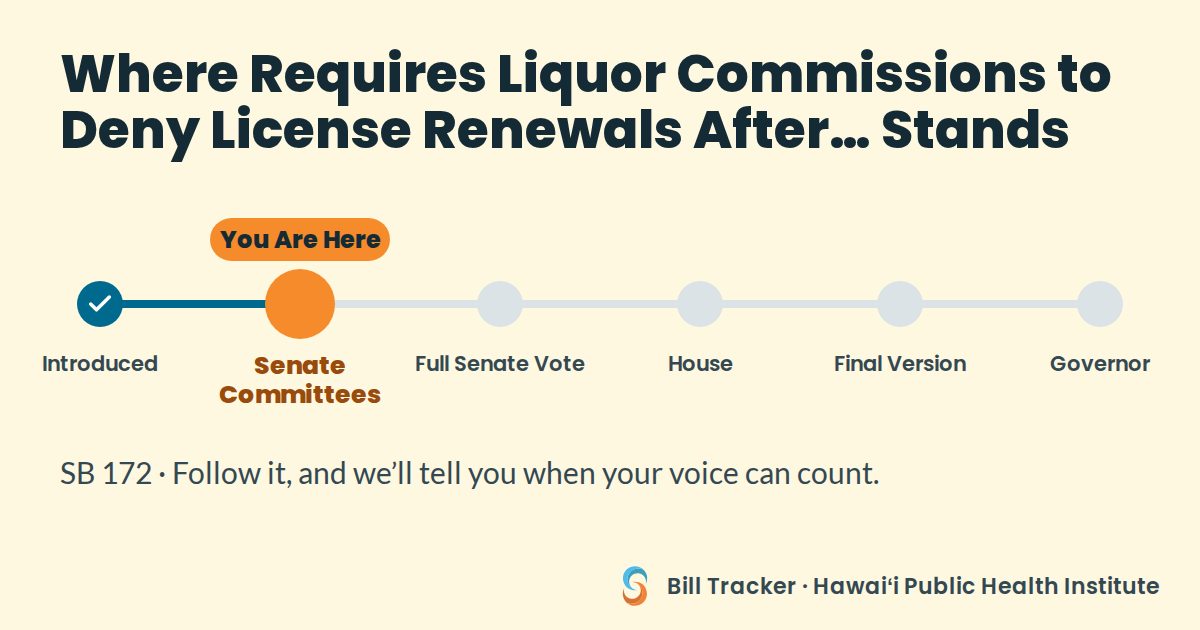 Where Requires Liquor Commissions to
Deny License Renewals After... Stands
You Are Here
Introduced
Senate
Committees
Full Senate Vote
House
Final Version
Governor
SB 172 · Follow it, and we’ll tell you when your voice can count.
Bill Tracker · Hawaiʻi Public Health Institute